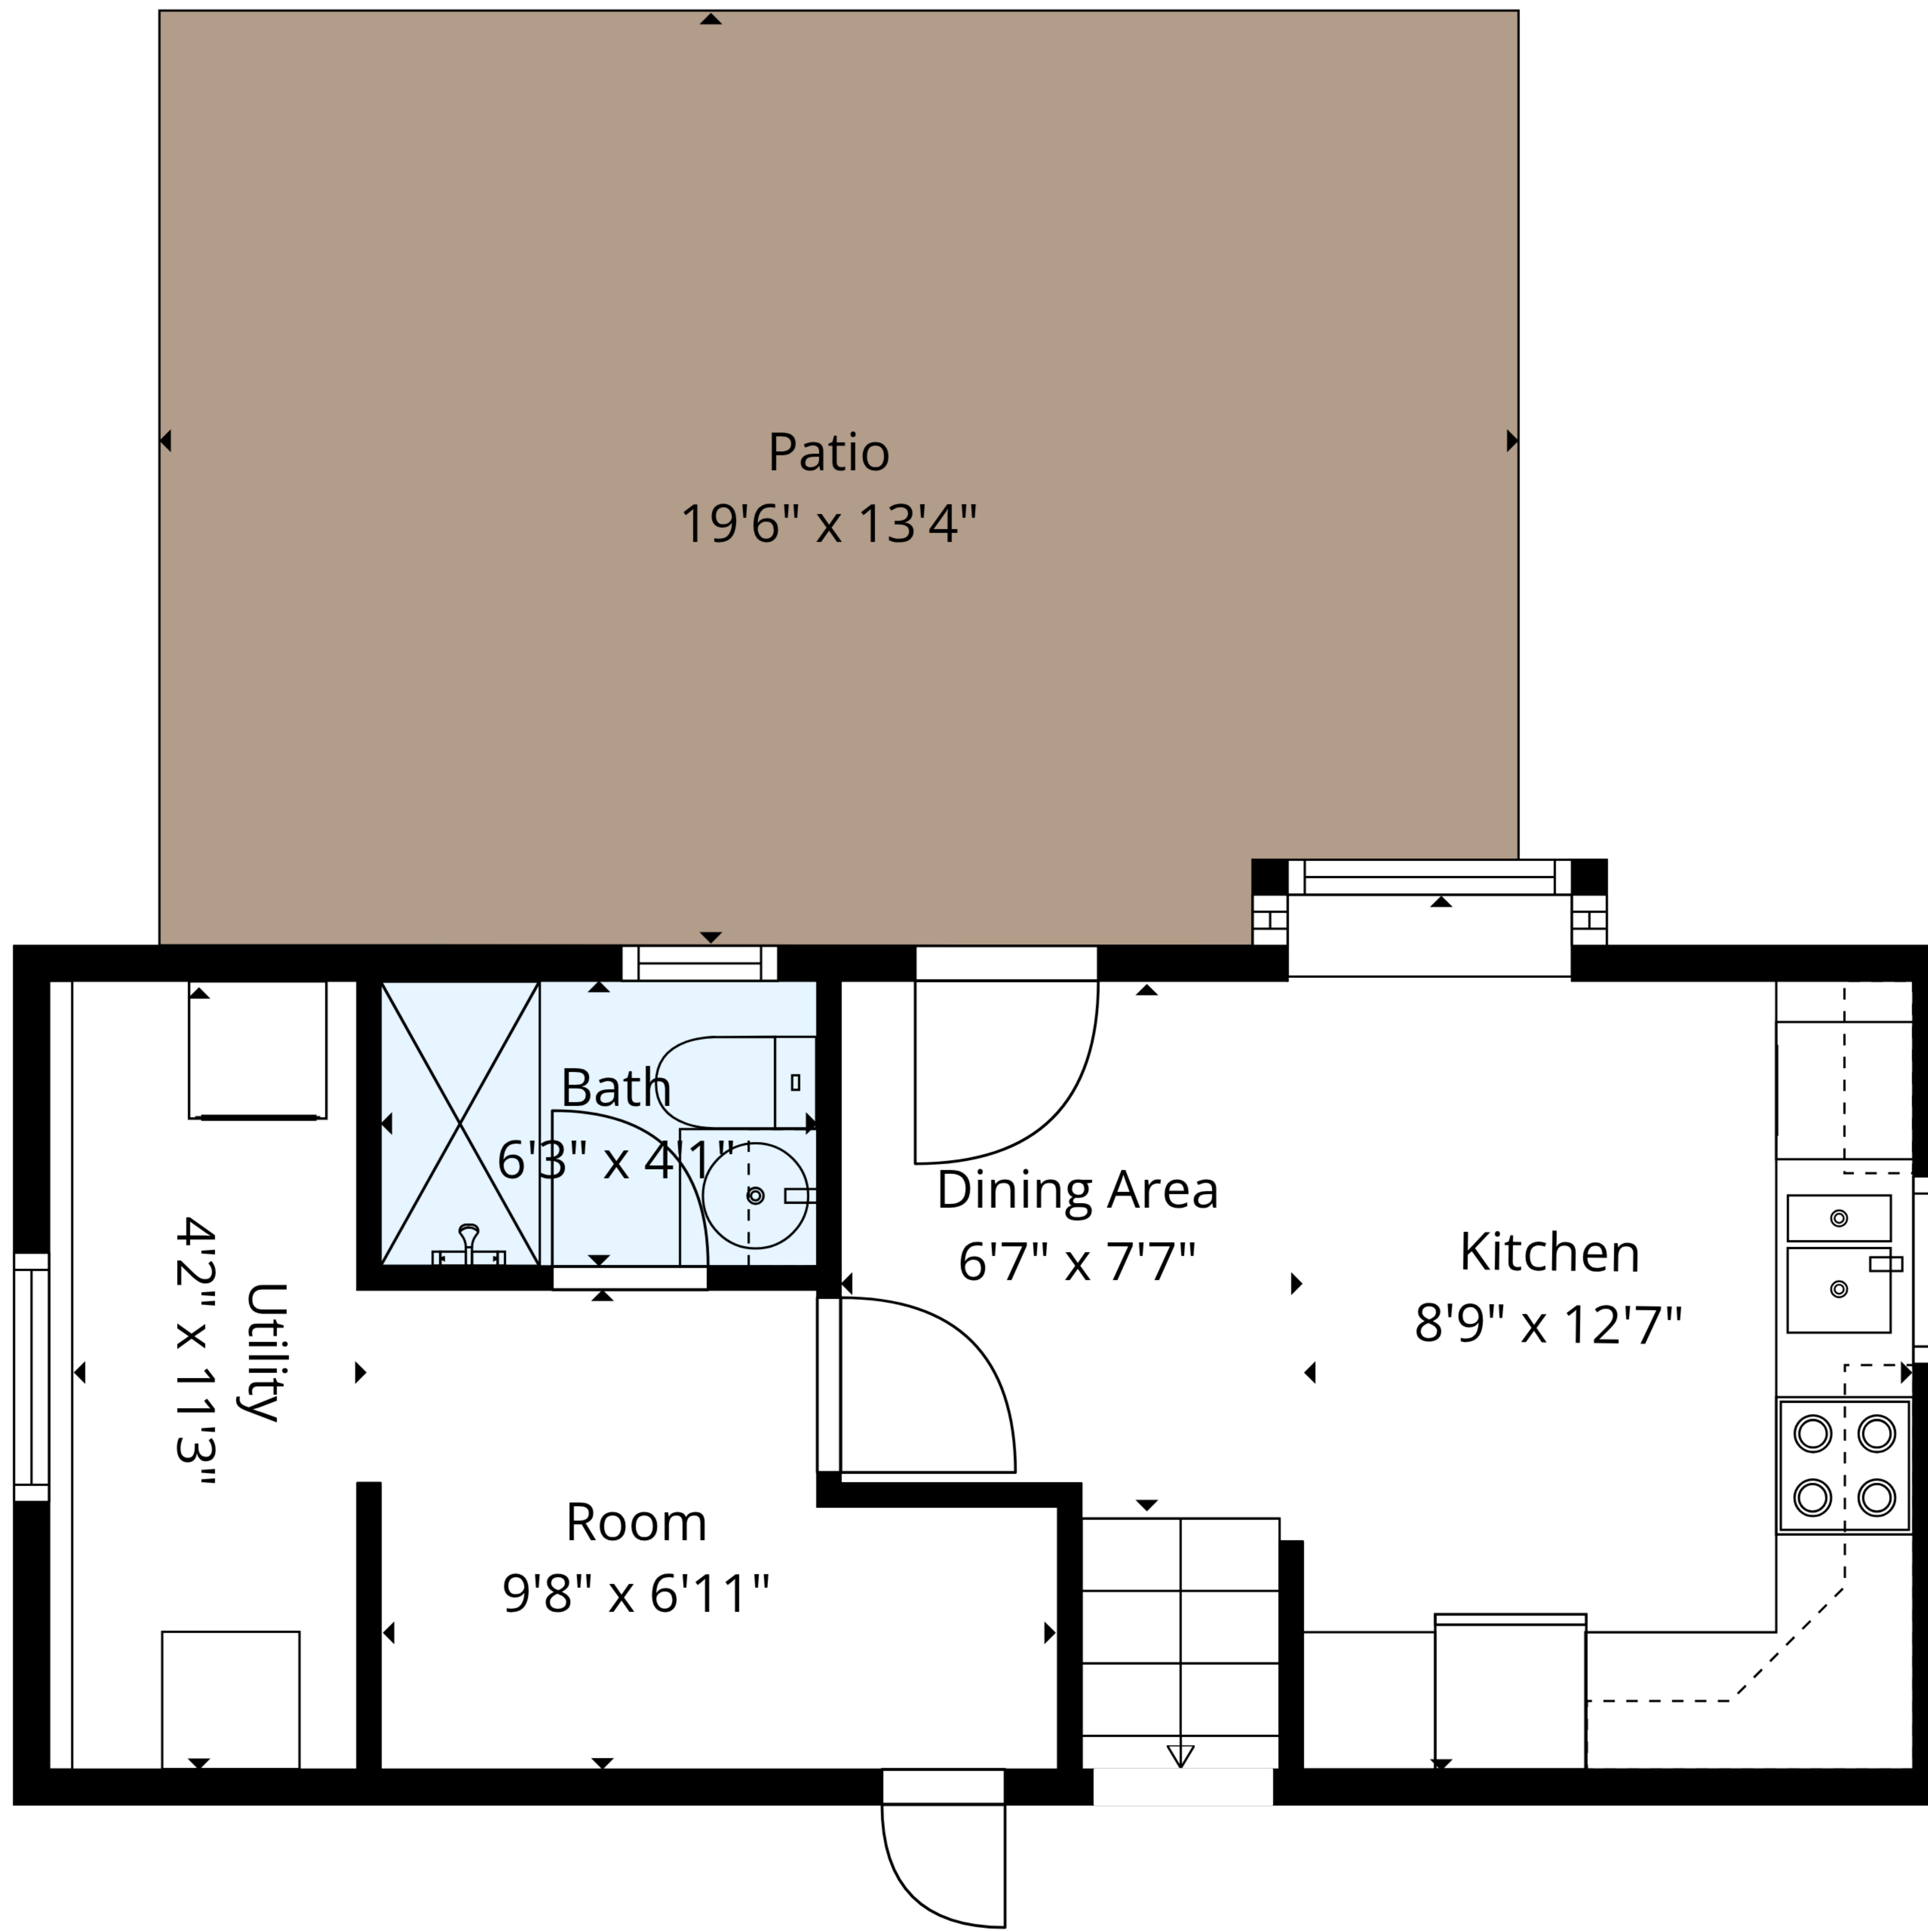 Patio
19'6" x 13'4"
Bath
6'3" x 4'1"
Dining Area
6'7" x 7'7"
Kitchen
8'9" x 12'7"
Utility
4'2" x 11'3"
Room
9'8" x 6'11"